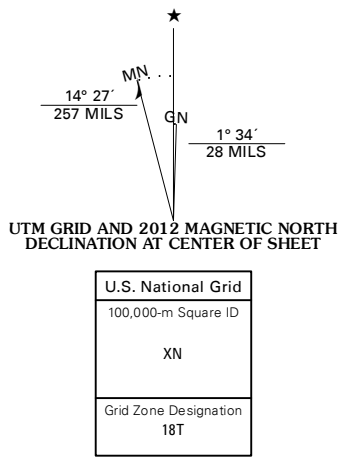 ★
MN
14° 27´
257 MILS
GN
1° 34´
28 MILS
UTM GRID AND 2012 MAGNETIC NORTH
DECLINATION AT CENTER OF SHEET
U.S. National Grid
100,000-m Square ID
XN
Grid Zone Designation
18T